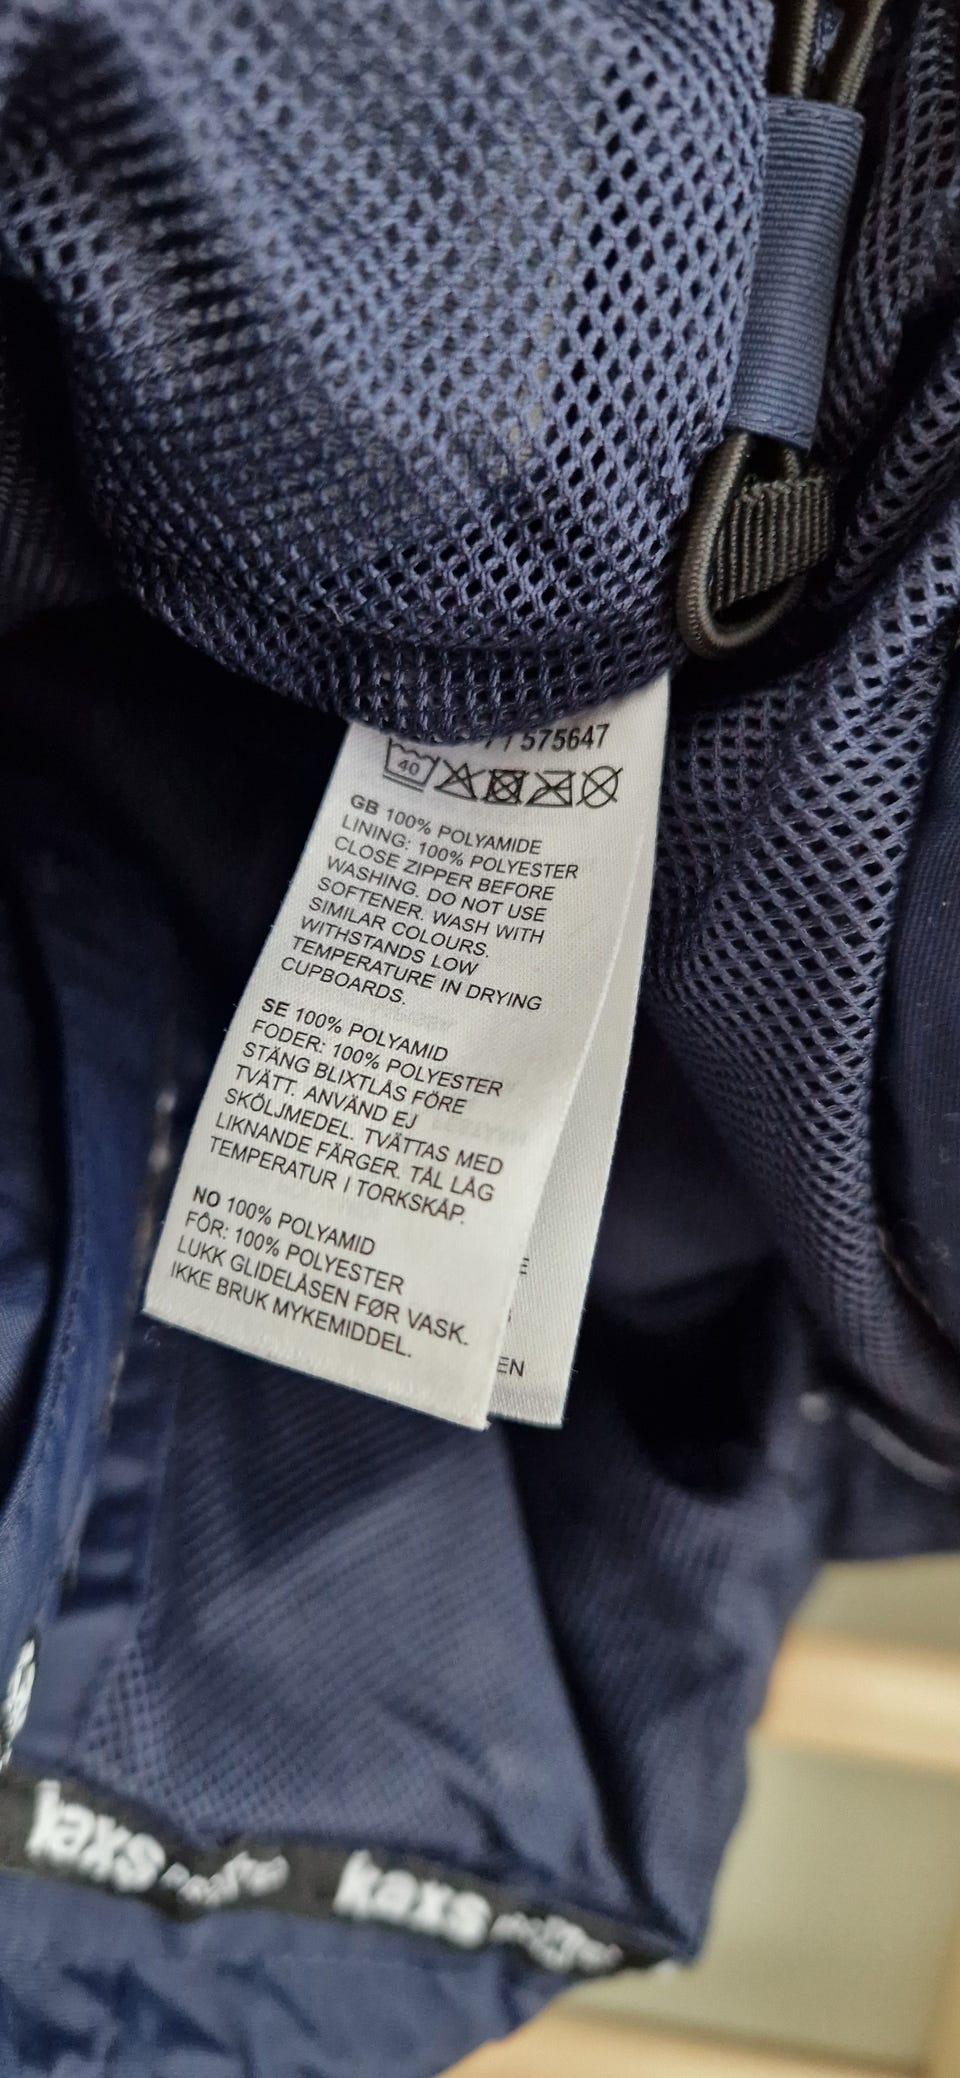 575647
40
GB 100% POLYAMIDE
LINING: 100% POLYESTER
CLOSE ZIPPER BEFORE
WASHING. DO NOT USE
SOFTENER. WASH WITH
SIMILAR COLOURS.
WITHSTANDS LOW
TEMPERATURE IN DRYING
CUPBOARDS.
SE 100% POLYAMID
FODER: 100% POLYESTER
STÄNG BLIXTLÅS FÖRE
TVÄTT. ANVÄND EJ
SKÖLJMEDEL. TVÄTTAS MED
LIKNANDE FÄRGER. TÅL LÅG
TEMPERATUR I TORKSKÅP.
NO 100% POLYAMID
FÔR: 100% POLYESTER
LUKK GLIDELÅSEN FØR VASK.
IKKE BRUK MYKEMIDDEL.
E
EN
kaxs kaxs